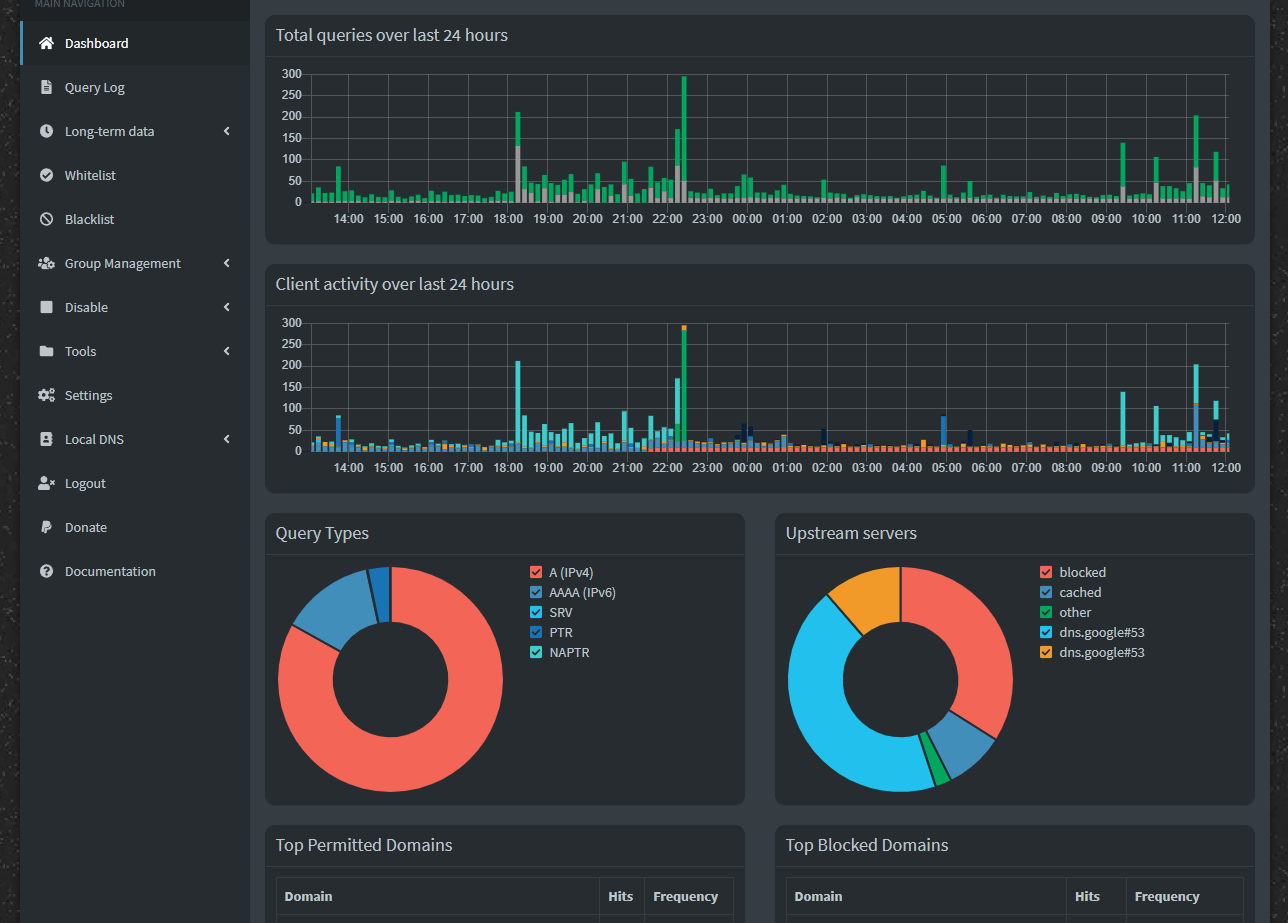 MAIN NAVIGATION
Dashboard
Query Log
Long-term data
Whitelist
Blacklist
Group Management
Disable
Tools
Settings
Local DNS
Logout
Donate
Documentation
Total queries over last 24 hours
300
250
200
150
100
50
0
14:00 15:00 16:00 17:00 18:00 19:00 20:00 21:00 22:00 23:00 00:00 01:00 02:00 03:00 04:00 05:00 06:00 07:00 08:00 09:00 10:00 11:00 12:00
Client activity over last 24 hours
300
250
200
150
100
50
0
14:00 15:00 16:00 17:00 18:00 19:00 20:00 21:00 22:00 23:00 00:00 01:00 02:00 03:00 04:00 05:00 06:00 07:00 08:00 09:00 10:00 11:00 12:00
Query Types
A (IPv4)
AAAA (IPv6)
SRV
PTR
NAPTR
Upstream servers
blocked
cached
other
dns.google#53
dns.google#53
Top Permitted Domains
Domain Hits Frequency
Top Blocked Domains
Domain Hits Frequency